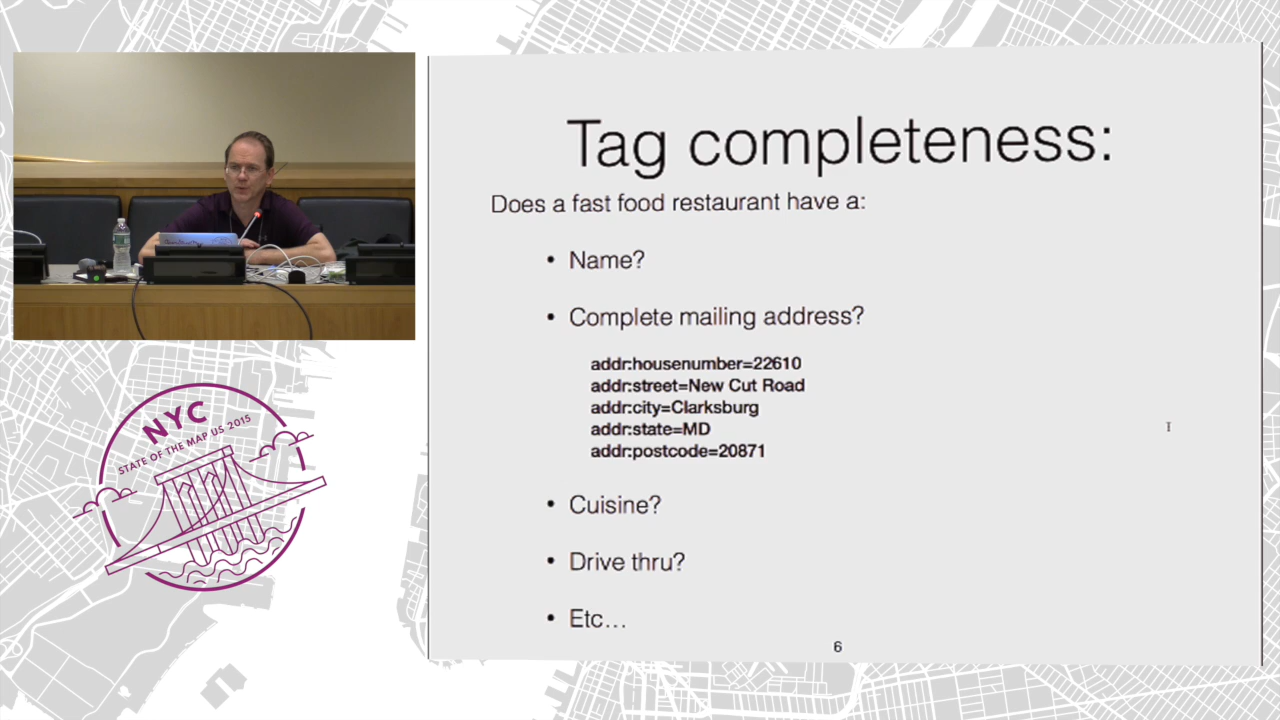 Tag completeness:
Does a fast food restaurant have a:
• Name?
• Complete mailing address?
addr:housenumber=22610
addr:street=New Cut Road
addr:city=Clarksburg
addr:state=MD
addr:postcode=20871
• Cuisine?
• Drive thru?
• Etc...
6
NYC
STATE OF THE MAP US 2015